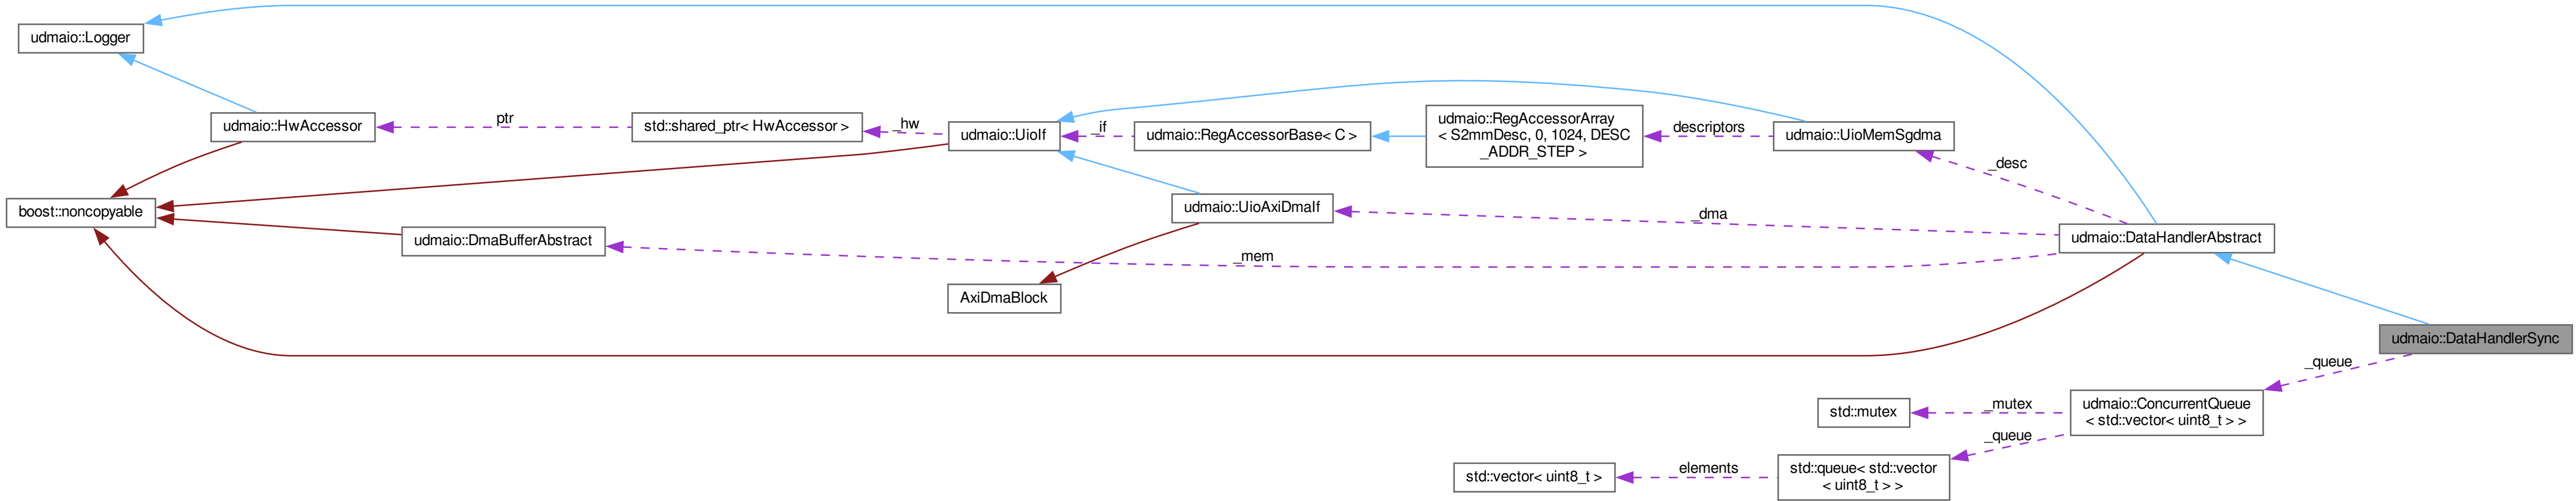 udmaio::Logger
udmaio::HwAccessor
ptr
std::shared_ptr< HwAccessor >
_hw
udmaio::UioIf
_if
udmaio::RegAccessorBase< C >
udmaio::RegAccessorArray
< S2mmDesc, 0, 1024, DESC
_ADDR_STEP >
descriptors
udmaio::UioMemSgdma
_desc
boost::noncopyable
udmaio::UioAxiDmaIf
_dma
udmaio::DmaBufferAbstract
_mem
udmaio::DataHandlerAbstract
AxiDmaBlock
udmaio::DataHandlerSync
_queue
std::mutex
_mutex
udmaio::ConcurrentQueue
< std::vector< uint8_t > >
_queue
std::vector< uint8_t >
elements
std::queue< std::vector
< uint8_t > >